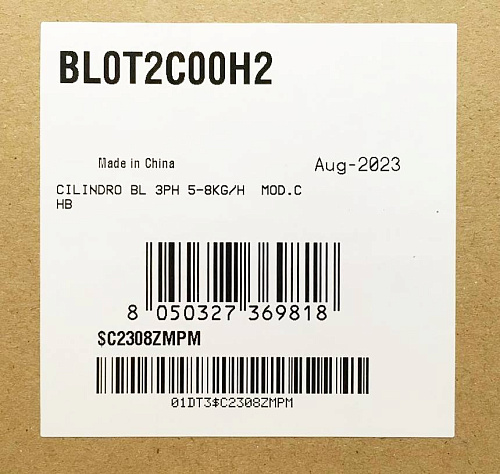 BL0T2C00H2
Made in China
Aug-2023
CILINDRO BL 3PH 5-8KG/H MOD.C
HB
8 050327 369818
$C2308ZMPM
01DT3$C2308ZMPM